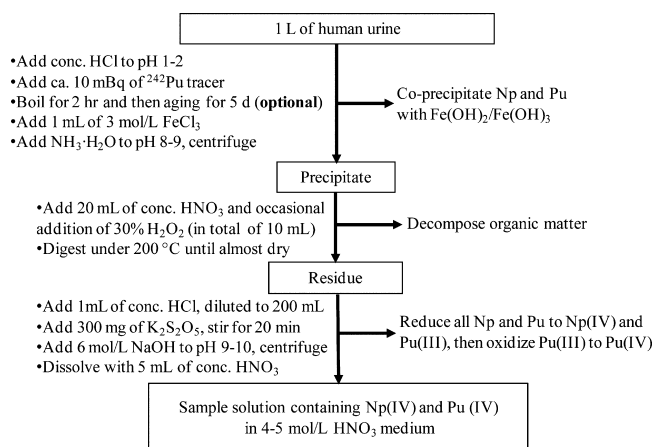 1 L of human urine
•Add conc. HCl to pH 1-2
•Add ca. 10 mBq of ²⁴²Pu tracer
•Boil for 2 hr and then aging for 5 d (optional)
•Add 1 mL of 3 mol/L FeCl₃
•Add NH₃·H₂O to pH 8-9, centrifuge
Co-precipitate Np and Pu
with Fe(OH)₂/Fe(OH)₃
Precipitate
•Add 20 mL of conc. HNO₃ and occasional
addition of 30% H₂O₂ (in total of 10 mL)
•Digest under 200 °C until almost dry
Decompose organic matter
Residue
•Add 1mL of conc. HCl, diluted to 200 mL
•Add 300 mg of K₂S₂O₅, stir for 20 min
•Add 6 mol/L NaOH to pH 9-10, centrifuge
•Dissolve with 5 mL of conc. HNO₃
Reduce all Np and Pu to Np(IV) and
Pu(III), then oxidize Pu(III) to Pu(IV)
Sample solution containing Np(IV) and Pu (IV)
in 4-5 mol/L HNO₃ medium